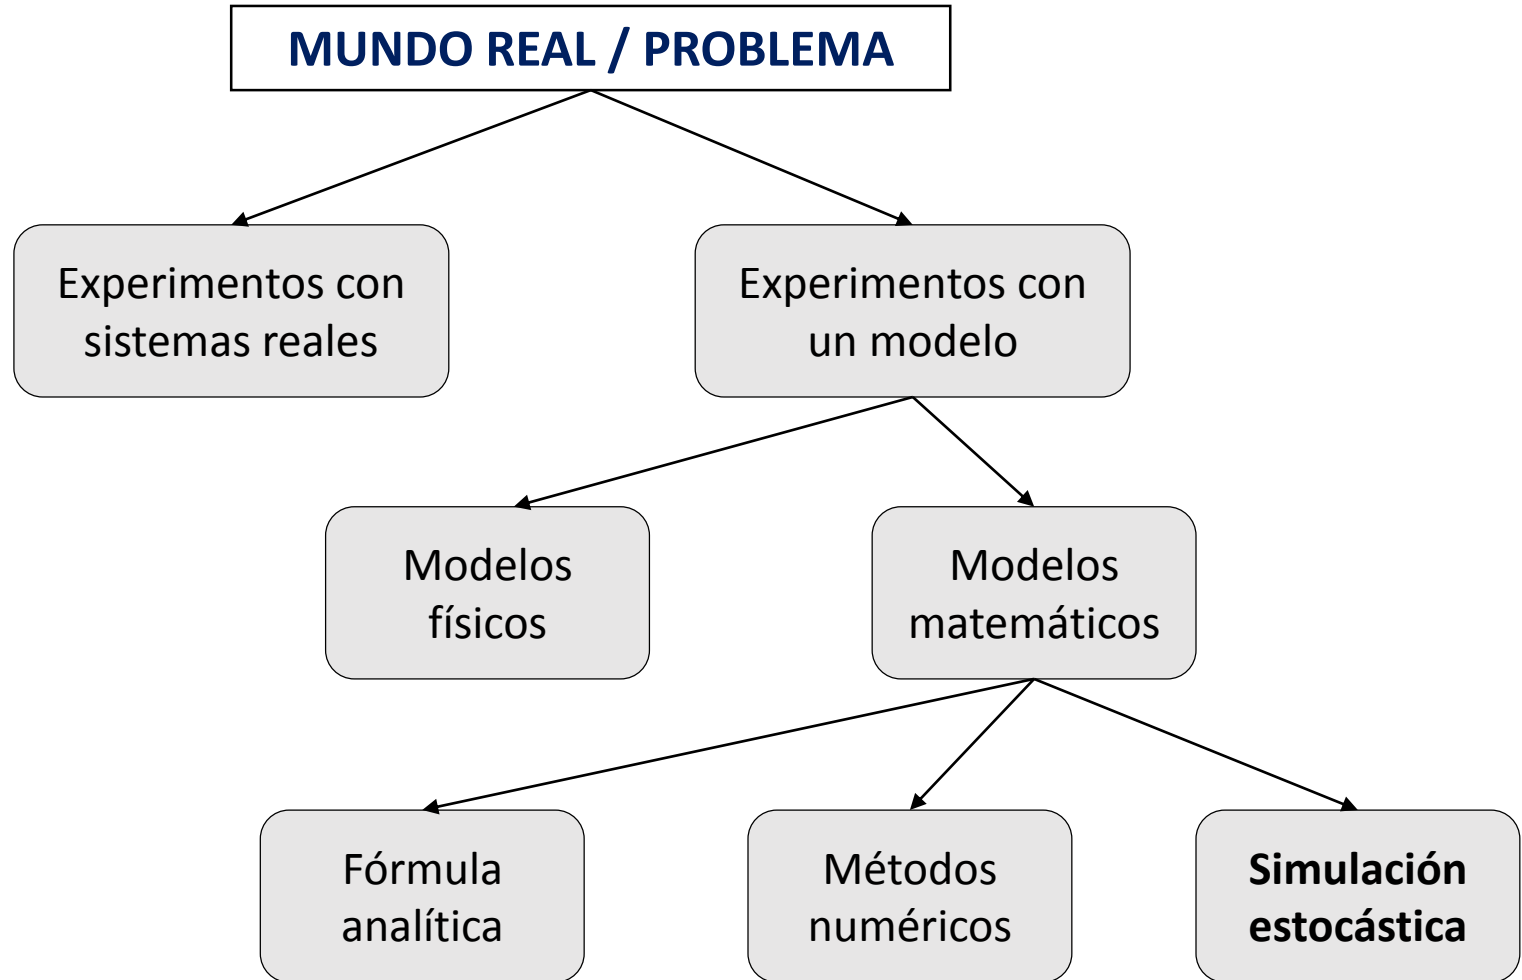 MUNDO REAL / PROBLEMA
Experimentos con
sistemas reales
Experimentos con
un modelo
Modelos
físicos
Modelos
matemáticos
Fórmula
analítica
Métodos
numéricos
Simulación
estocástica